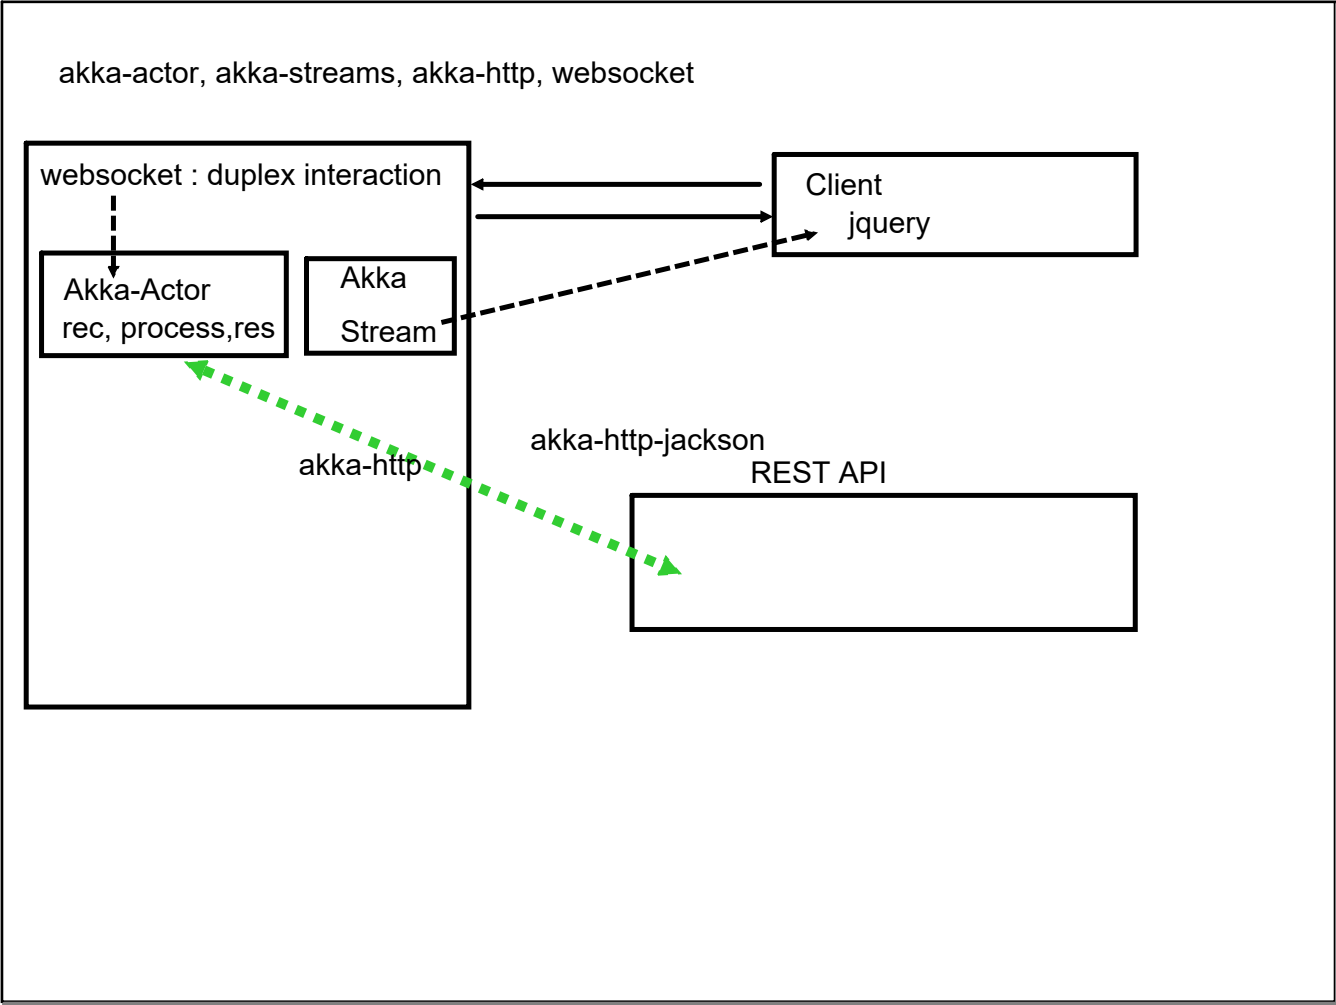 akka-actor, akka-streams, akka-http, websocket
websocket : duplex interaction
Client
jquery
Akka-Actor
rec, process,res
Akka
Stream
akka-http-jackson
akka-http
REST API